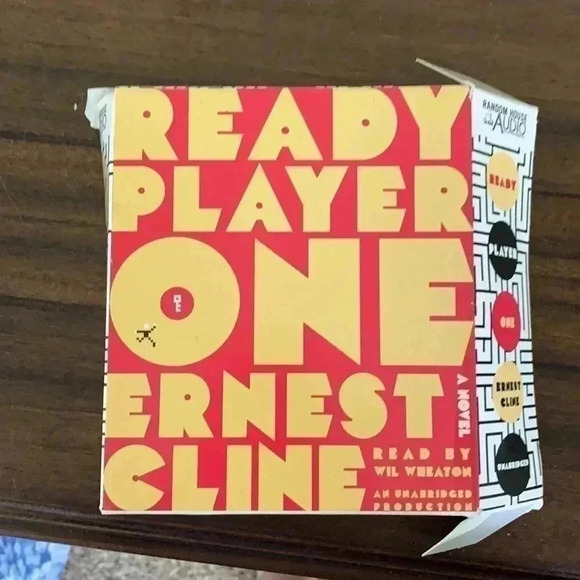 READY
PLAYER
ONE
ERNEST
CLINE
A NOVEL
READ BY
WIL WHEATON
AN UNABRIDGED
PRODUCTION
RANDOM HOUSE
AUDIO
READY
PLAYER
ONE
ERNEST
CLINE
UNABRIDGED